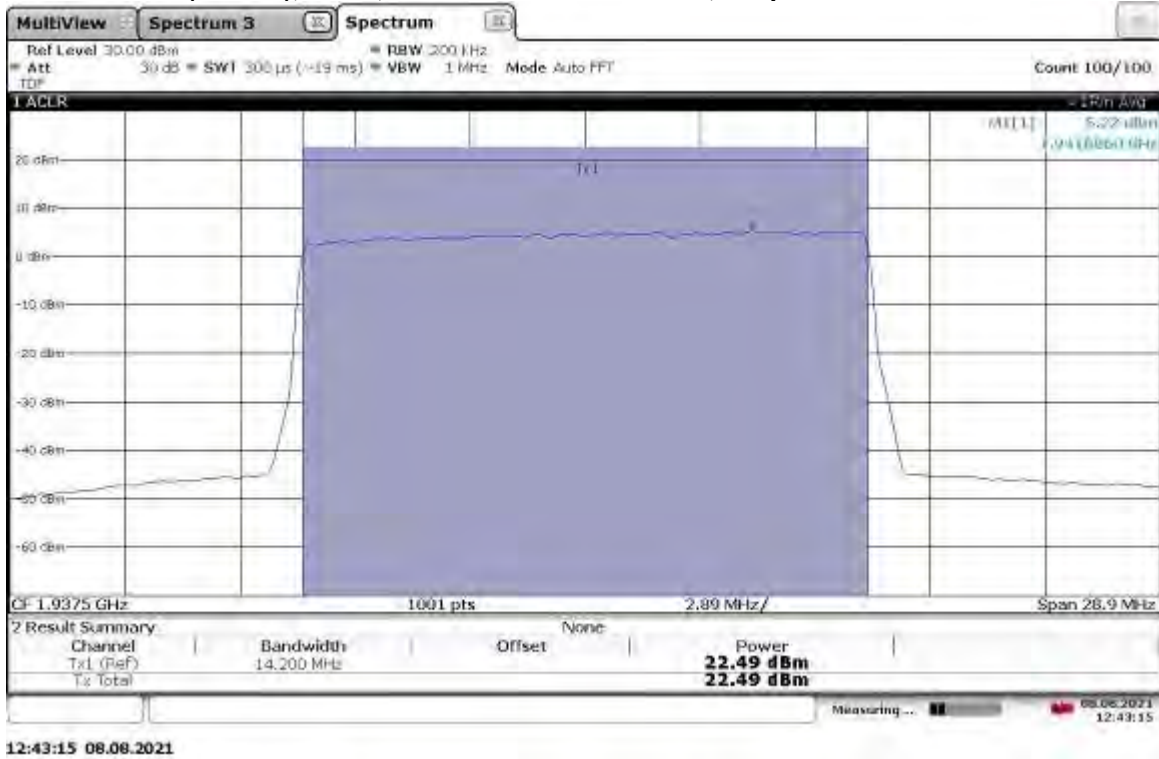 MultiView Spectrum 3 Spectrum
Ref Level 30.00 dBm RBW 200 kHz
Att 30 dB SWT 300 µs (~19 ms) VBW 1 MHz Mode Auto FFT Count 100/100
TDF
1 ACLR 1Rm Avg
M1[1] 5.22 dBm
20 dBm
Tx1
10 dBm
0 dBm
-10 dBm
-20 dBm
-30 dBm
-40 dBm
-50 dBm
-60 dBm
CF 1.9375 GHz 1001 pts 2.89 MHz/ Span 28.9 MHz
2 Result Summary None
Channel Bandwidth Offset Power
Tx1 (Ref) 14.200 MHz 22.49 dBm
Tx Total 22.49 dBm
Measuring... 08.08.2021
12:43:15
12:43:15 08.08.2021